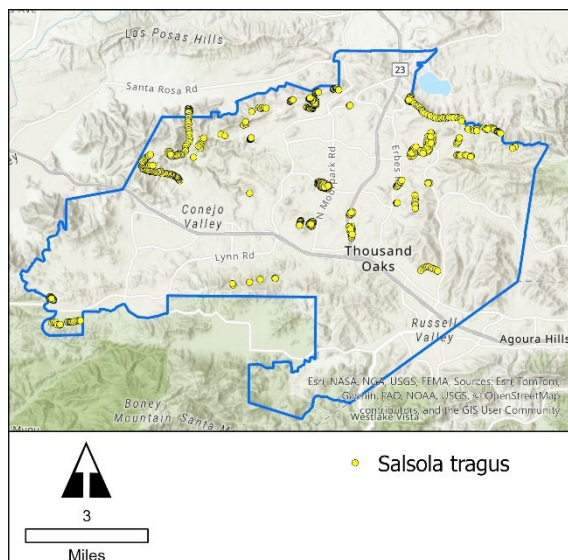 Las Posas Hills
Santa Rosa Rd
23
Erbes R
N Moorpark Rd
Conejo
Valley
Lynn Rd
Thousand
Oaks
Russell
Valley
Agoura Hills
Esri, NASA, NGA, USGS, FEMA, Sources: Esri, TomTom,
Garmin, FAO, NOAA, USGS, © OpenStreetMap
contributors, and the GIS User Community
Boney
Mountain
Santa M
Westlake Vista
Salsola tragus
3
Miles